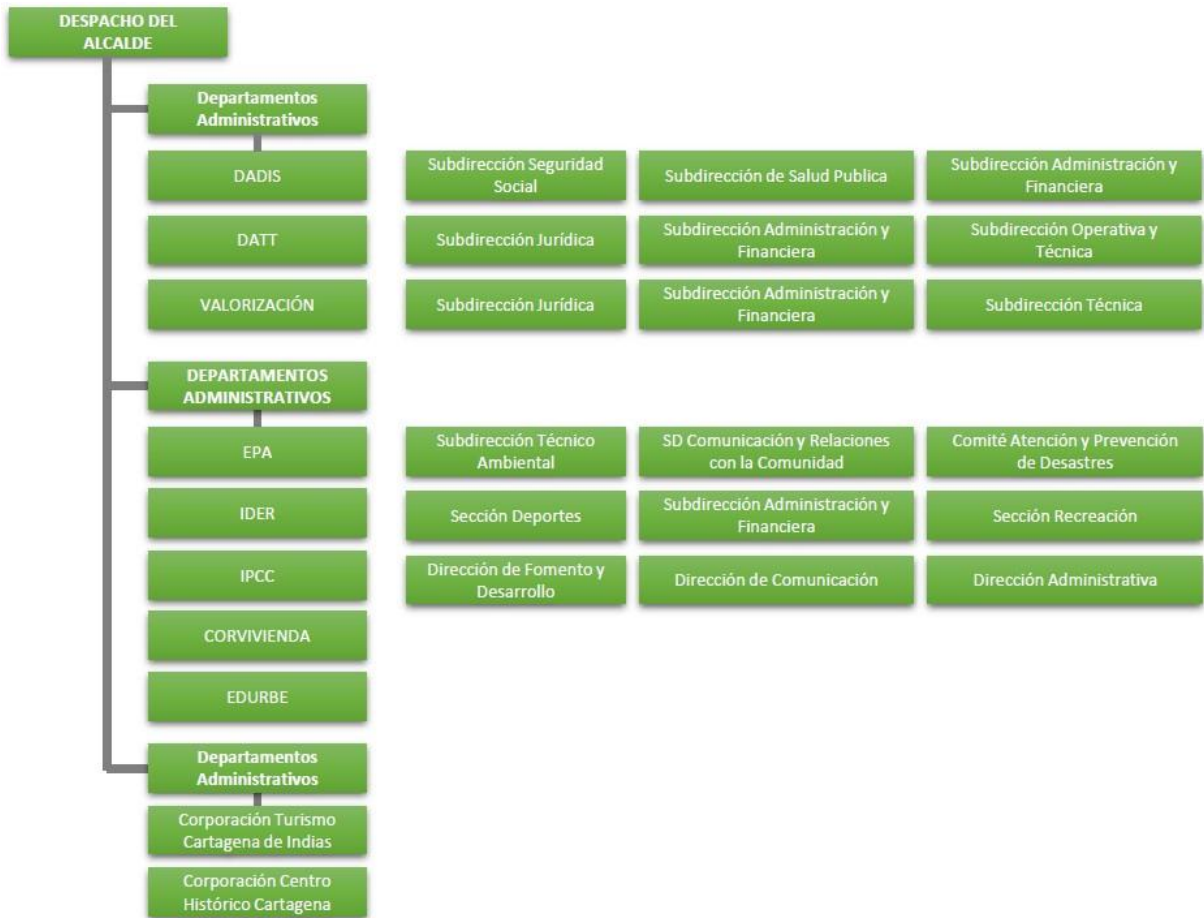 DESPACHO DEL
ALCALDE
Departamentos
Administrativos
DADIS
Subdirección Seguridad
Social
Subdirección de Salud Publica
Subdirección Administración y
Financiera
DATT
Subdirección Jurídica
Subdirección Administración y
Financiera
Subdirección Operativa y
Técnica
VALORIZACIÓN
Subdirección Jurídica
Subdirección Administración y
Financiera
Subdirección Técnica
DEPARTAMENTOS
ADMINISTRATIVOS
EPA
Subdirección Técnico
Ambiental
SD Comunicación y Relaciones
con la Comunidad
Comité Atención y Prevención
de Desastres
IDER
Sección Deportes
Subdirección Administración y
Financiera
Sección Recreación
IPCC
Dirección de Fomento y
Desarrollo
Dirección de Comunicación
Dirección Administrativa
CORVIVIENDA
EDURBE
Departamentos
Administrativos
Corporación Turismo
Cartagena de Indias
Corporación Centro
Histórico Cartagena